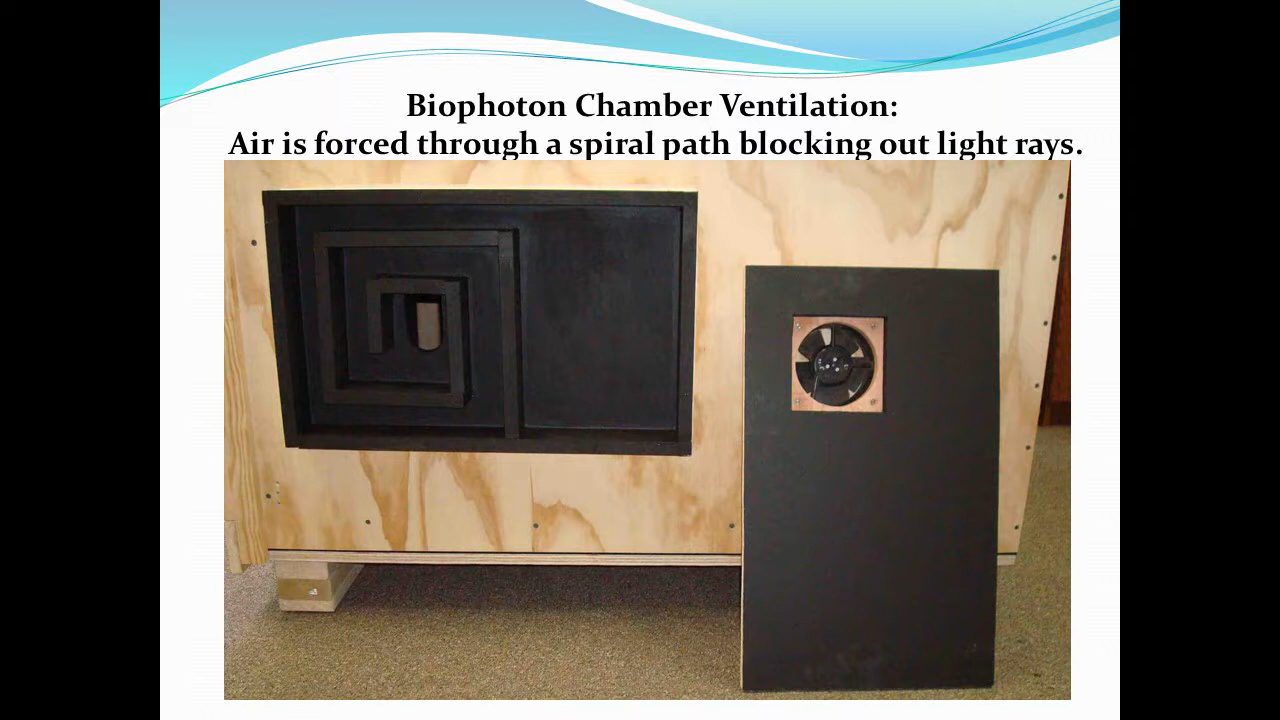 Biophoton Chamber Ventilation:
Air is forced through a spiral path blocking out light rays.